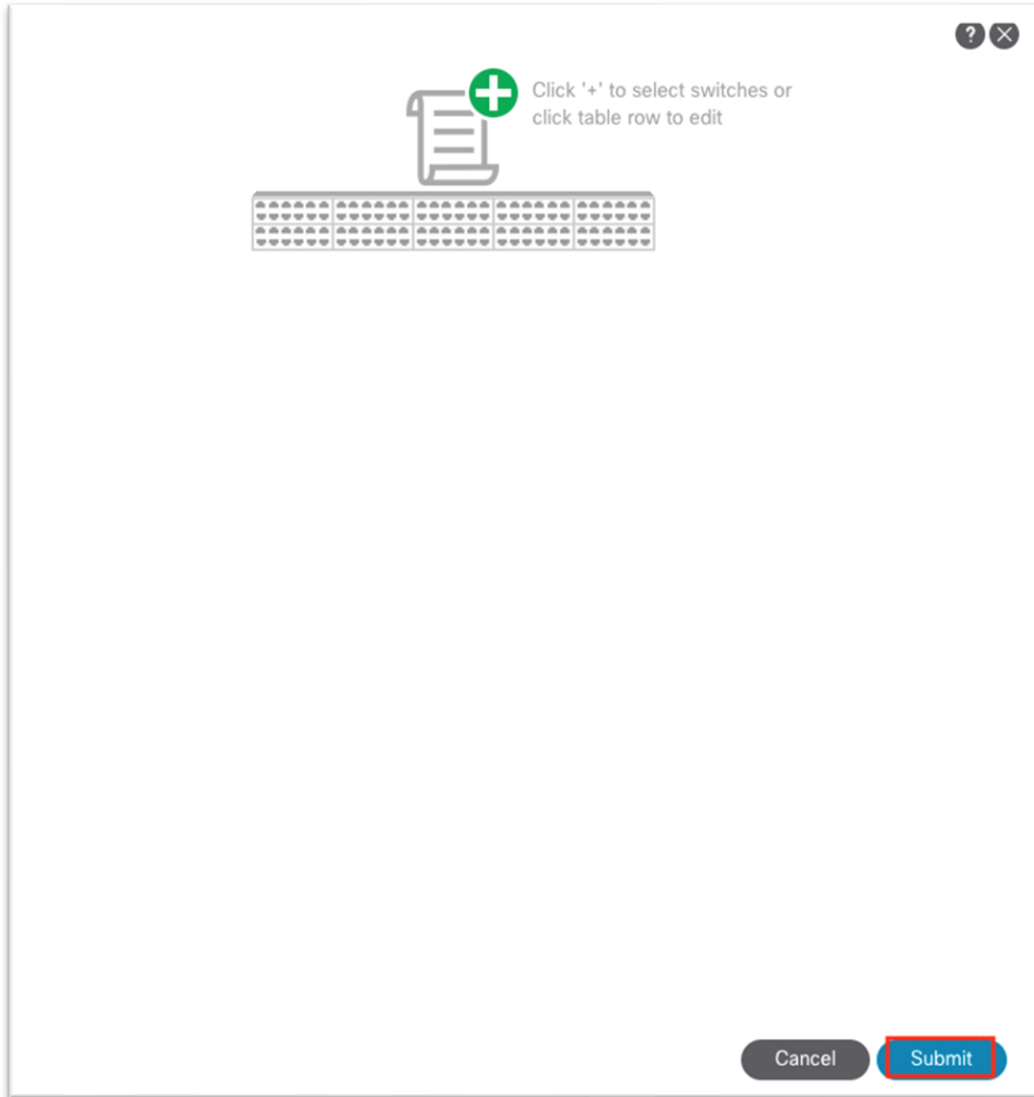 ?
Click '+' to select switches or
click table row to edit
Cancel
Submit